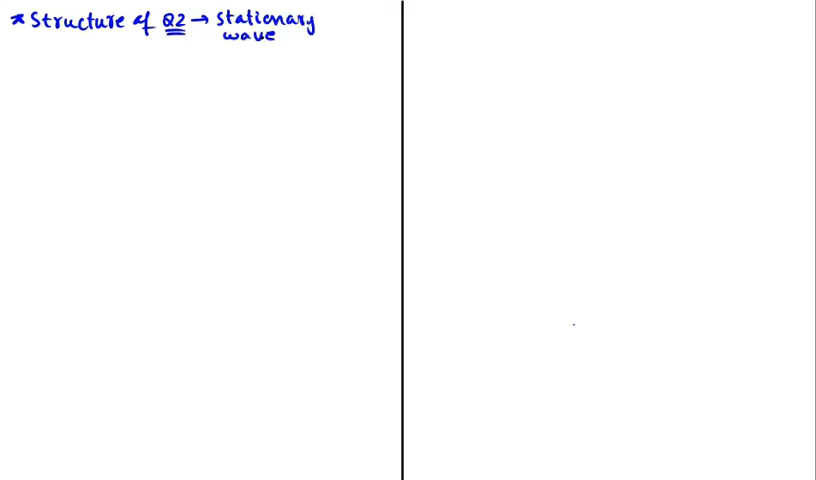 * Structure of Q2 → Stationary
wave